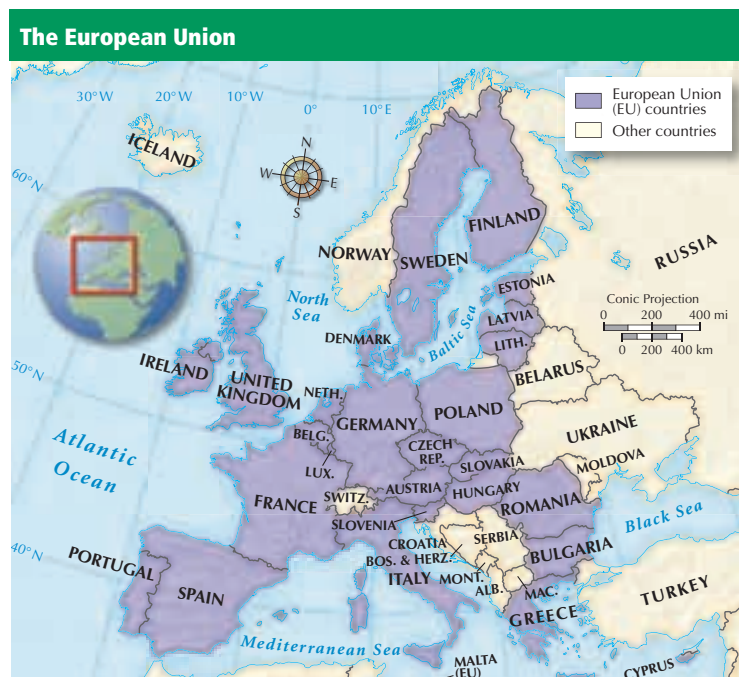 The European Union
European Union
(EU) countries
Other countries
30°W
20°W
10°W
0°
10°E
60°N
50°N
40°N
N
W
E
S
ICELAND
NORWAY
SWEDEN
FINLAND
RUSSIA
ESTONIA
LATVIA
LITH.
Conic Projection
0 200 400 mi
0 200 400 km
North
Sea
Baltic Sea
DENMARK
IRELAND
UNITED
KINGDOM
NETH.
BELG.
LUX.
GERMANY
POLAND
BELARUS
UKRAINE
MOLDOVA
CZECH
REP.
SLOVAKIA
Atlantic
Ocean
FRANCE
SWITZ.
AUSTRIA
HUNGARY
ROMANIA
SLOVENIA
CROATIA
BOS. & HERZ.
SERBIA
BULGARIA
Black Sea
PORTUGAL
SPAIN
ITALY
MONT.
ALB.
MAC.
GREECE
TURKEY
Mediterranean Sea
MALTA
(EU)
CYPRUS